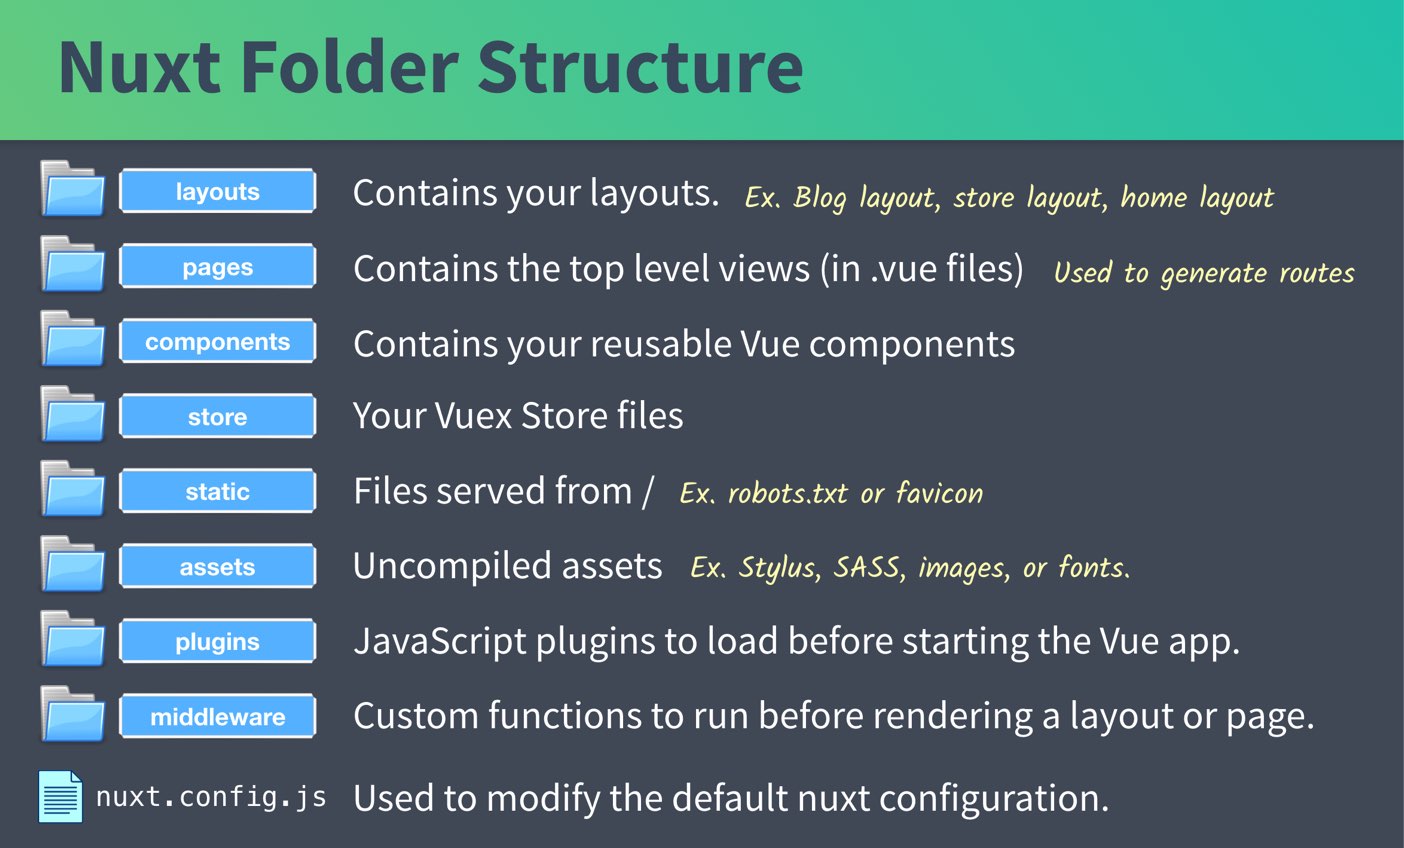 Nuxt Folder Structure
layouts Contains your layouts. Ex. Blog layout, store layout, home layout
pages Contains the top level views (in .vue files) Used to generate routes
components Contains your reusable Vue components
store Your Vuex Store files
static Files served from / Ex. robots.txt or favicon
assets Uncompiled assets Ex. Stylus, SASS, images, or fonts.
plugins JavaScript plugins to load before starting the Vue app.
middleware Custom functions to run before rendering a layout or page.
nuxt.config.js Used to modify the default nuxt configuration.